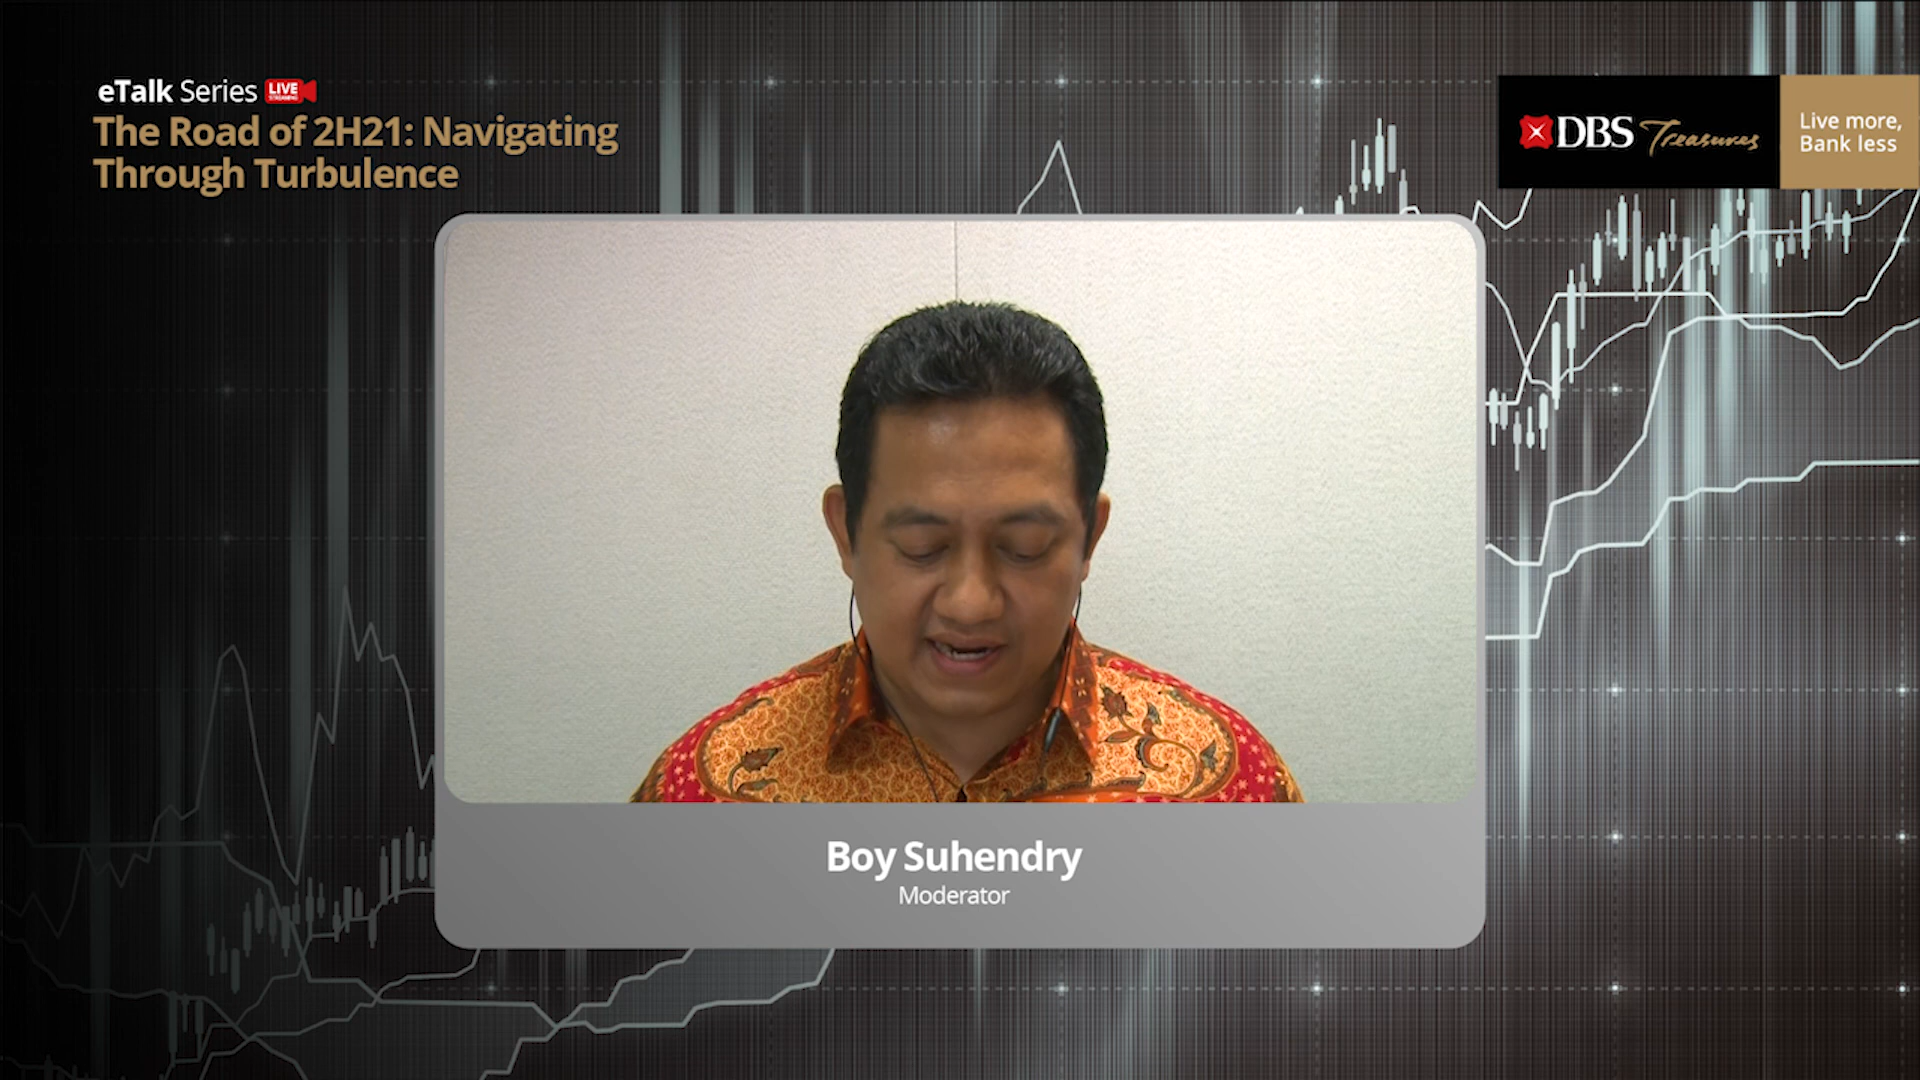 eTalk Series LIVE
STREAMING
The Road of 2H21: Navigating
Through Turbulence
DBS Treasures
Live more,
Bank less
Boy Suhendry
Moderator